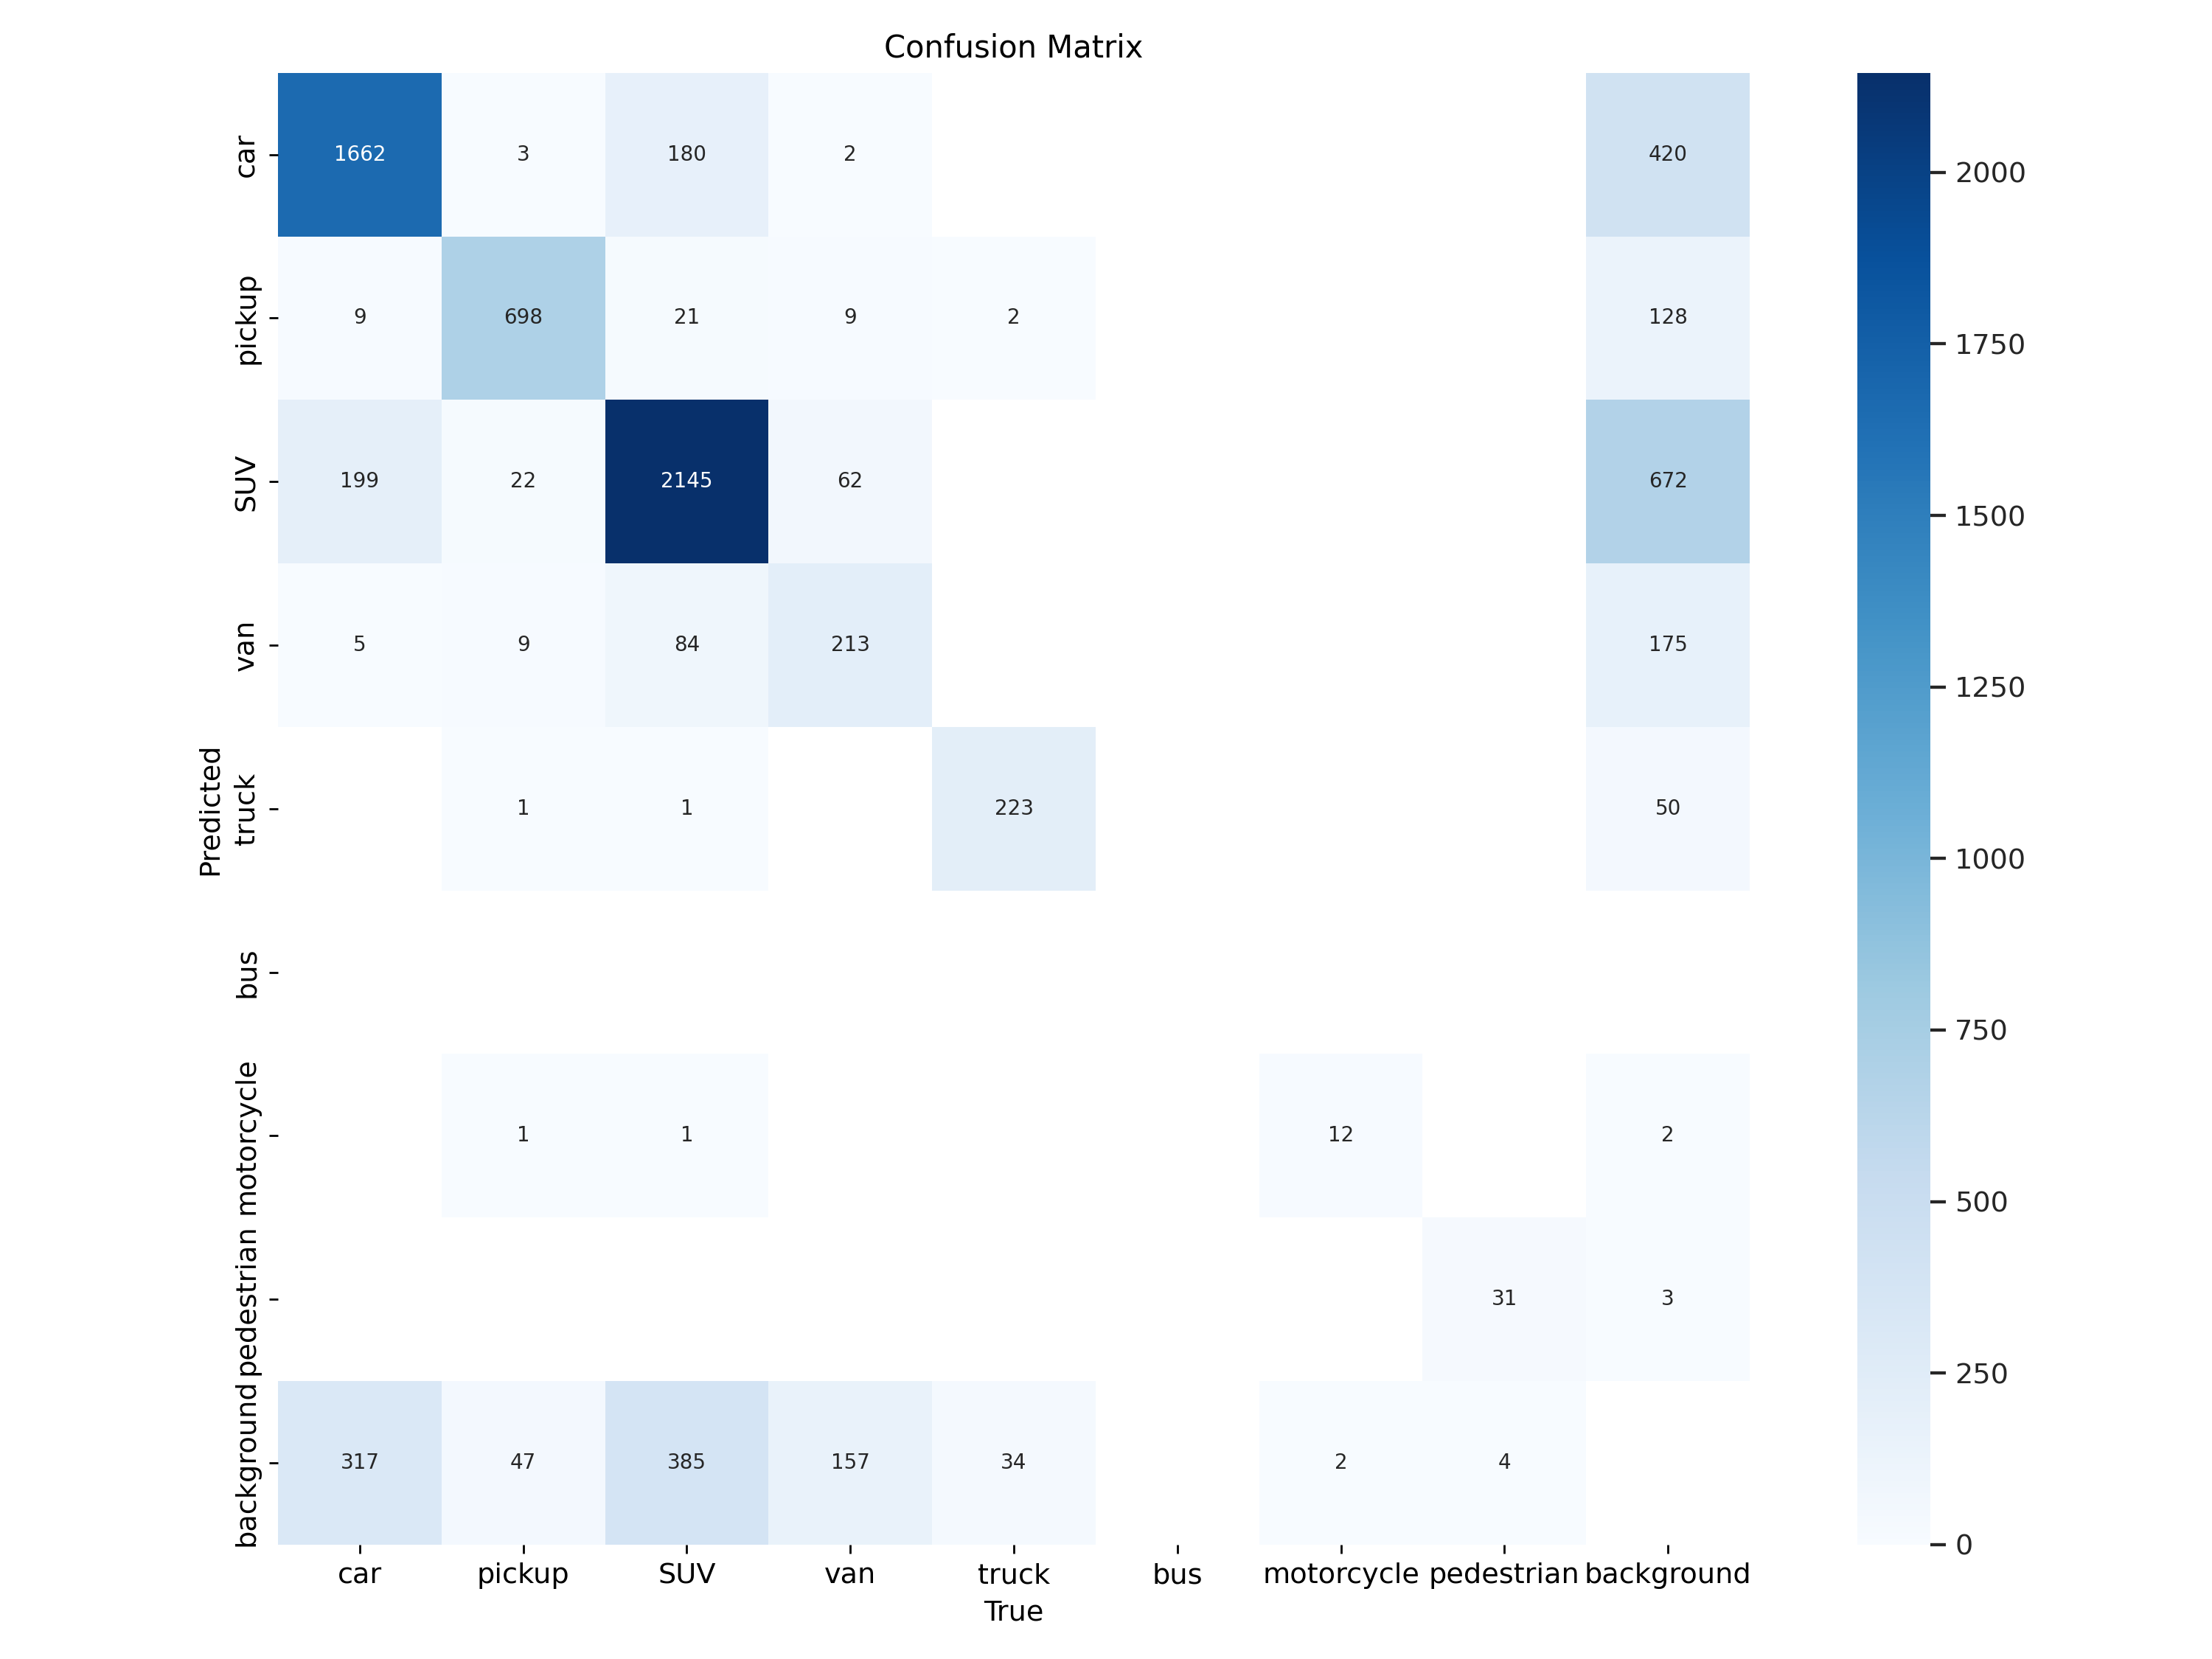 Confusion Matrix
car 1662 3 180 2 420
pickup 9 698 21 9 2 128
SUV 199 22 2145 62 672
van 5 9 84 213 175
truck 1 1 223 50
bus
motorcycle 1 1 12 2
pedestrian 31 3
background 317 47 385 157 34 2 4
Predicted
car pickup SUV van truck bus motorcycle pedestrian background
True
2000
1750
1500
1250
1000
750
500
250
0